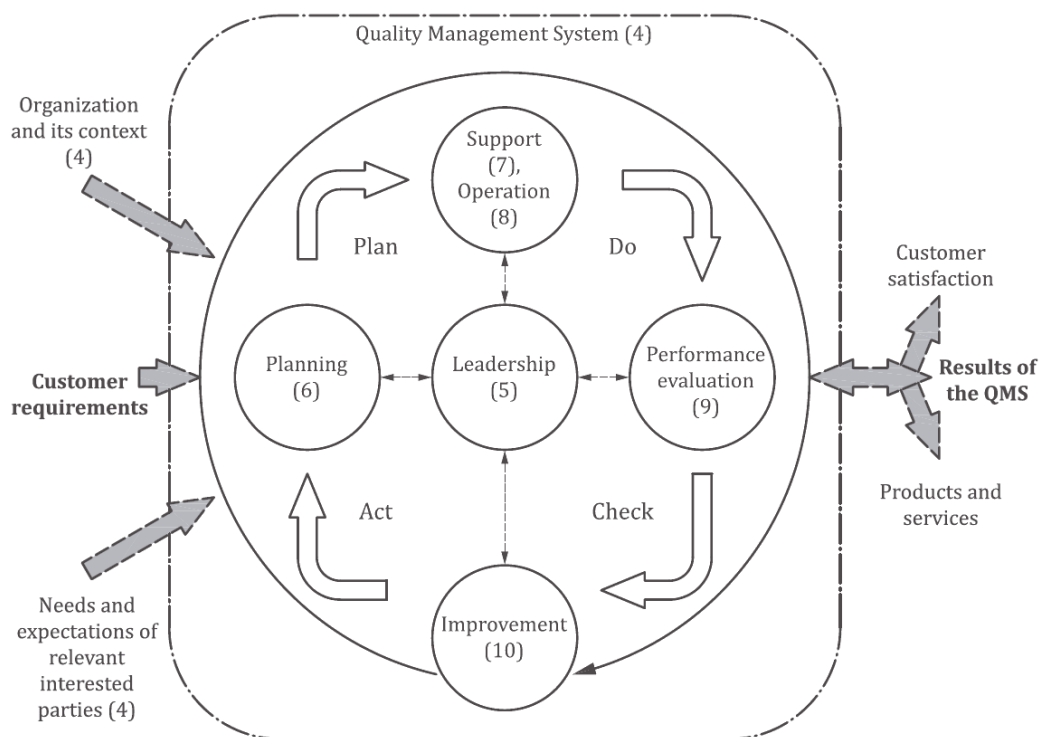 Quality Management System (4)
Organization
and its context
(4)
Support
(7),
Operation
(8)
Plan
Do
Customer
satisfaction
Planning
(6)
Leadership
(5)
Performance
evaluation
(9)
Customer
requirements
Results of
the QMS
Act
Check
Products and
services
Improvement
(10)
Needs and
expectations of
relevant
interested
parties (4)